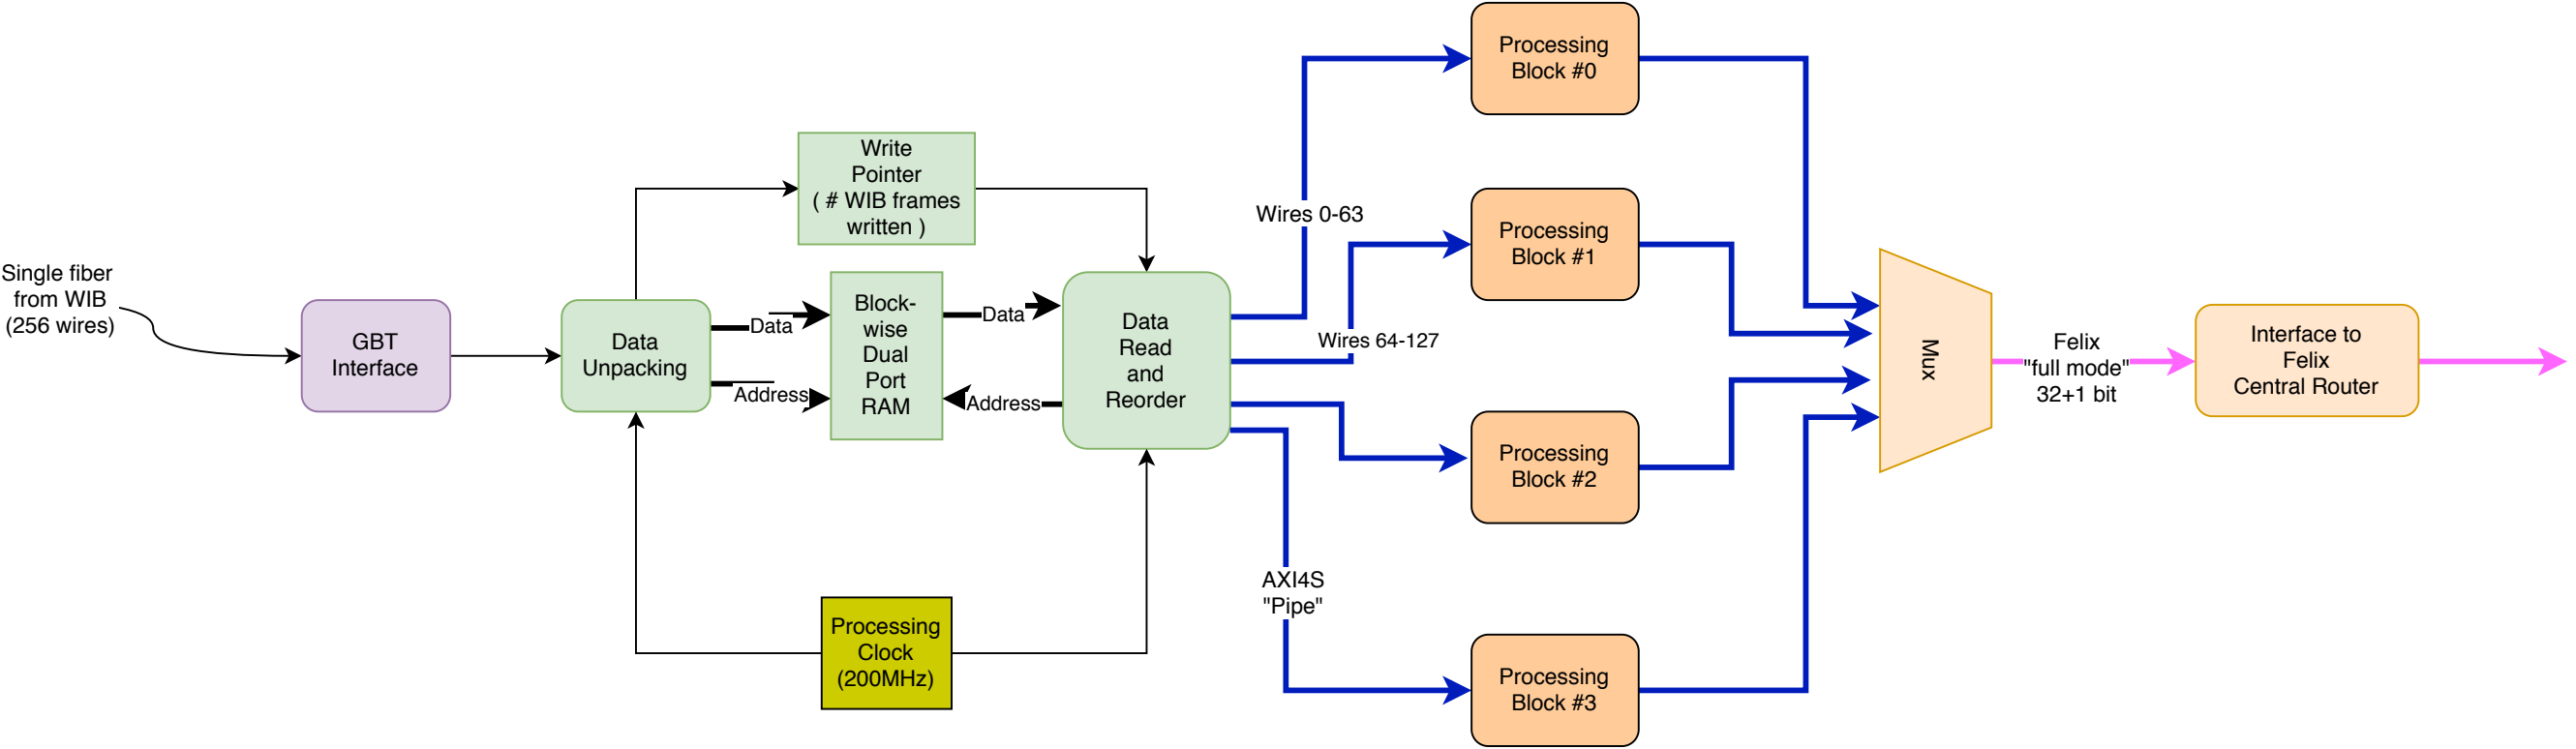 Single fiber
from WIB
(256 wires)
GBT
Interface
Data
Unpacking
Write
Pointer
( # WIB frames
written )
Data
Address
Block-
wise
Dual
Port
RAM
Data
Address
Processing
Clock
(200MHz)
Data
Read
and
Reorder
Wires 0-63
Wires 64-127
AXI4S
"Pipe"
Processing
Block #0
Processing
Block #1
Processing
Block #2
Processing
Block #3
Mux
Felix
"full mode"
32+1 bit
Interface to
Felix
Central Router